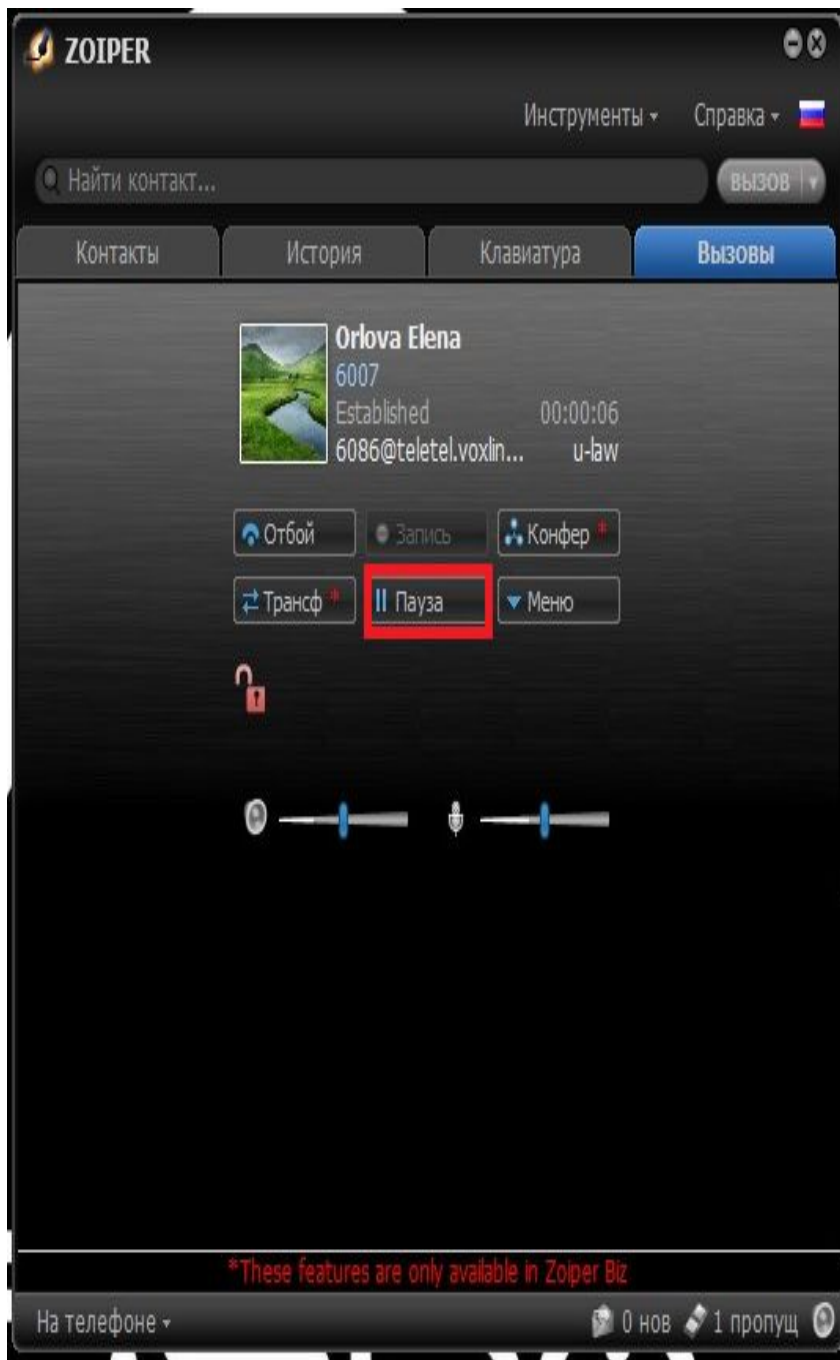 ZOIPER
Инструменты Справка
Найти контакт... вызов
Контакты История Клавиатура Вызовы
Orlova Elena
6007
Established 00:00:06
6086@teletel.voxlin... u-law
Отбой Запись Конфер *
Трансф * Пауза Меню
*These features are only available in Zoiper Biz
На телефоне 0 нов 1 пропущ